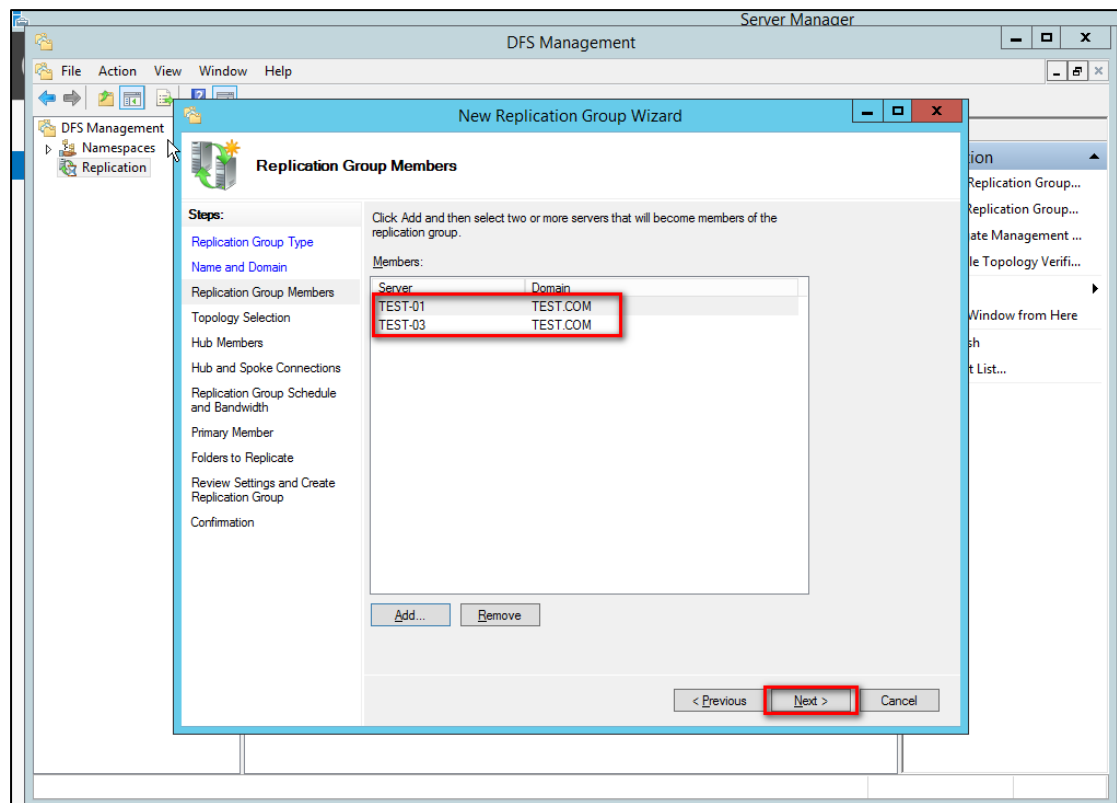 Server Manager
DFS Management
File Action View Window Help
DFS Management
Namespaces
Replication
New Replication Group Wizard
Replication Group Members
Steps:
Replication Group Type
Name and Domain
Replication Group Members
Topology Selection
Hub Members
Hub and Spoke Connections
Replication Group Schedule
and Bandwidth
Primary Member
Folders to Replicate
Review Settings and Create
Replication Group
Confirmation
Click Add and then select two or more servers that will become members of the
replication group.
Members:
Server Domain
TEST-01 TEST.COM
TEST-03 TEST.COM
Add... Remove
< Previous Next > Cancel
ion
Replication Group...
Replication Group...
ate Management ...
le Topology Verifi...
Window from Here
sh
t List...